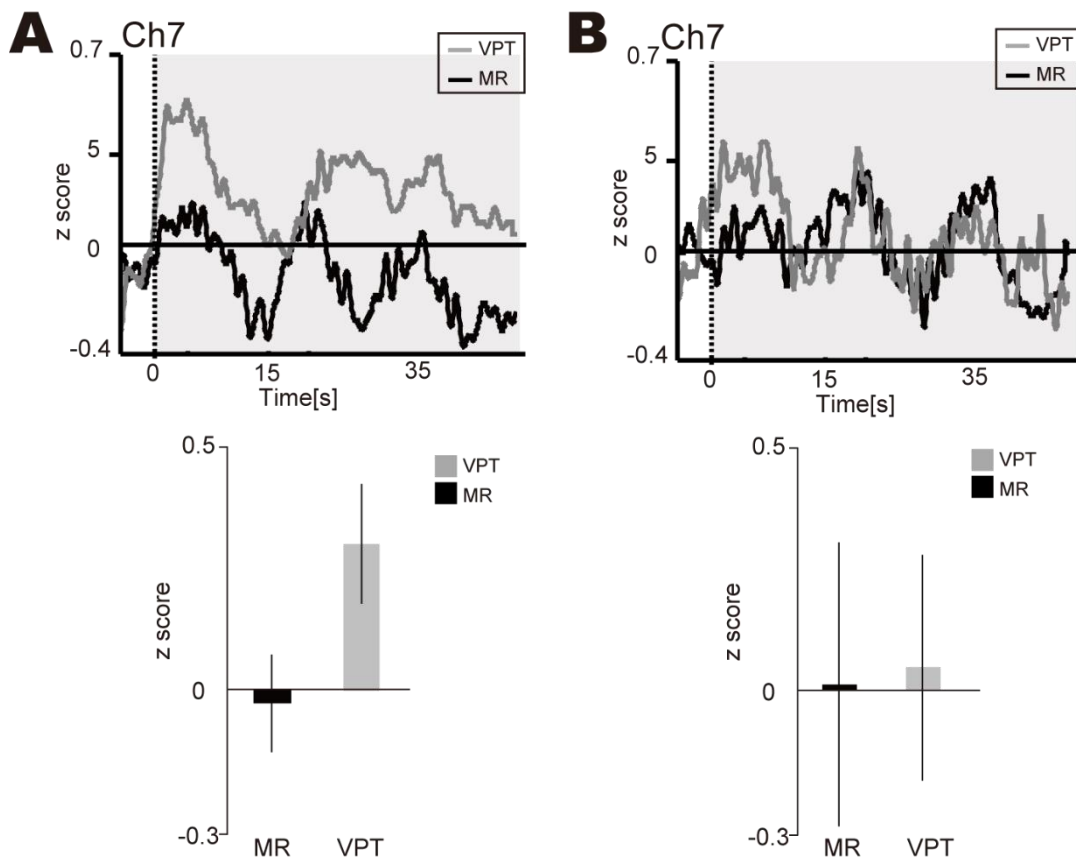 A
Ch7
0.7
VPT
MR
5
z score
0
-0.4
0
15
35
Time[s]
B
Ch7
0.7
VPT
MR
5
z score
0
-0.4
0
15
35
Time[s]
0.5
VPT
MR
z score
0
-0.3
MR
VPT
0.5
VPT
MR
z score
0
-0.3
MR
VPT